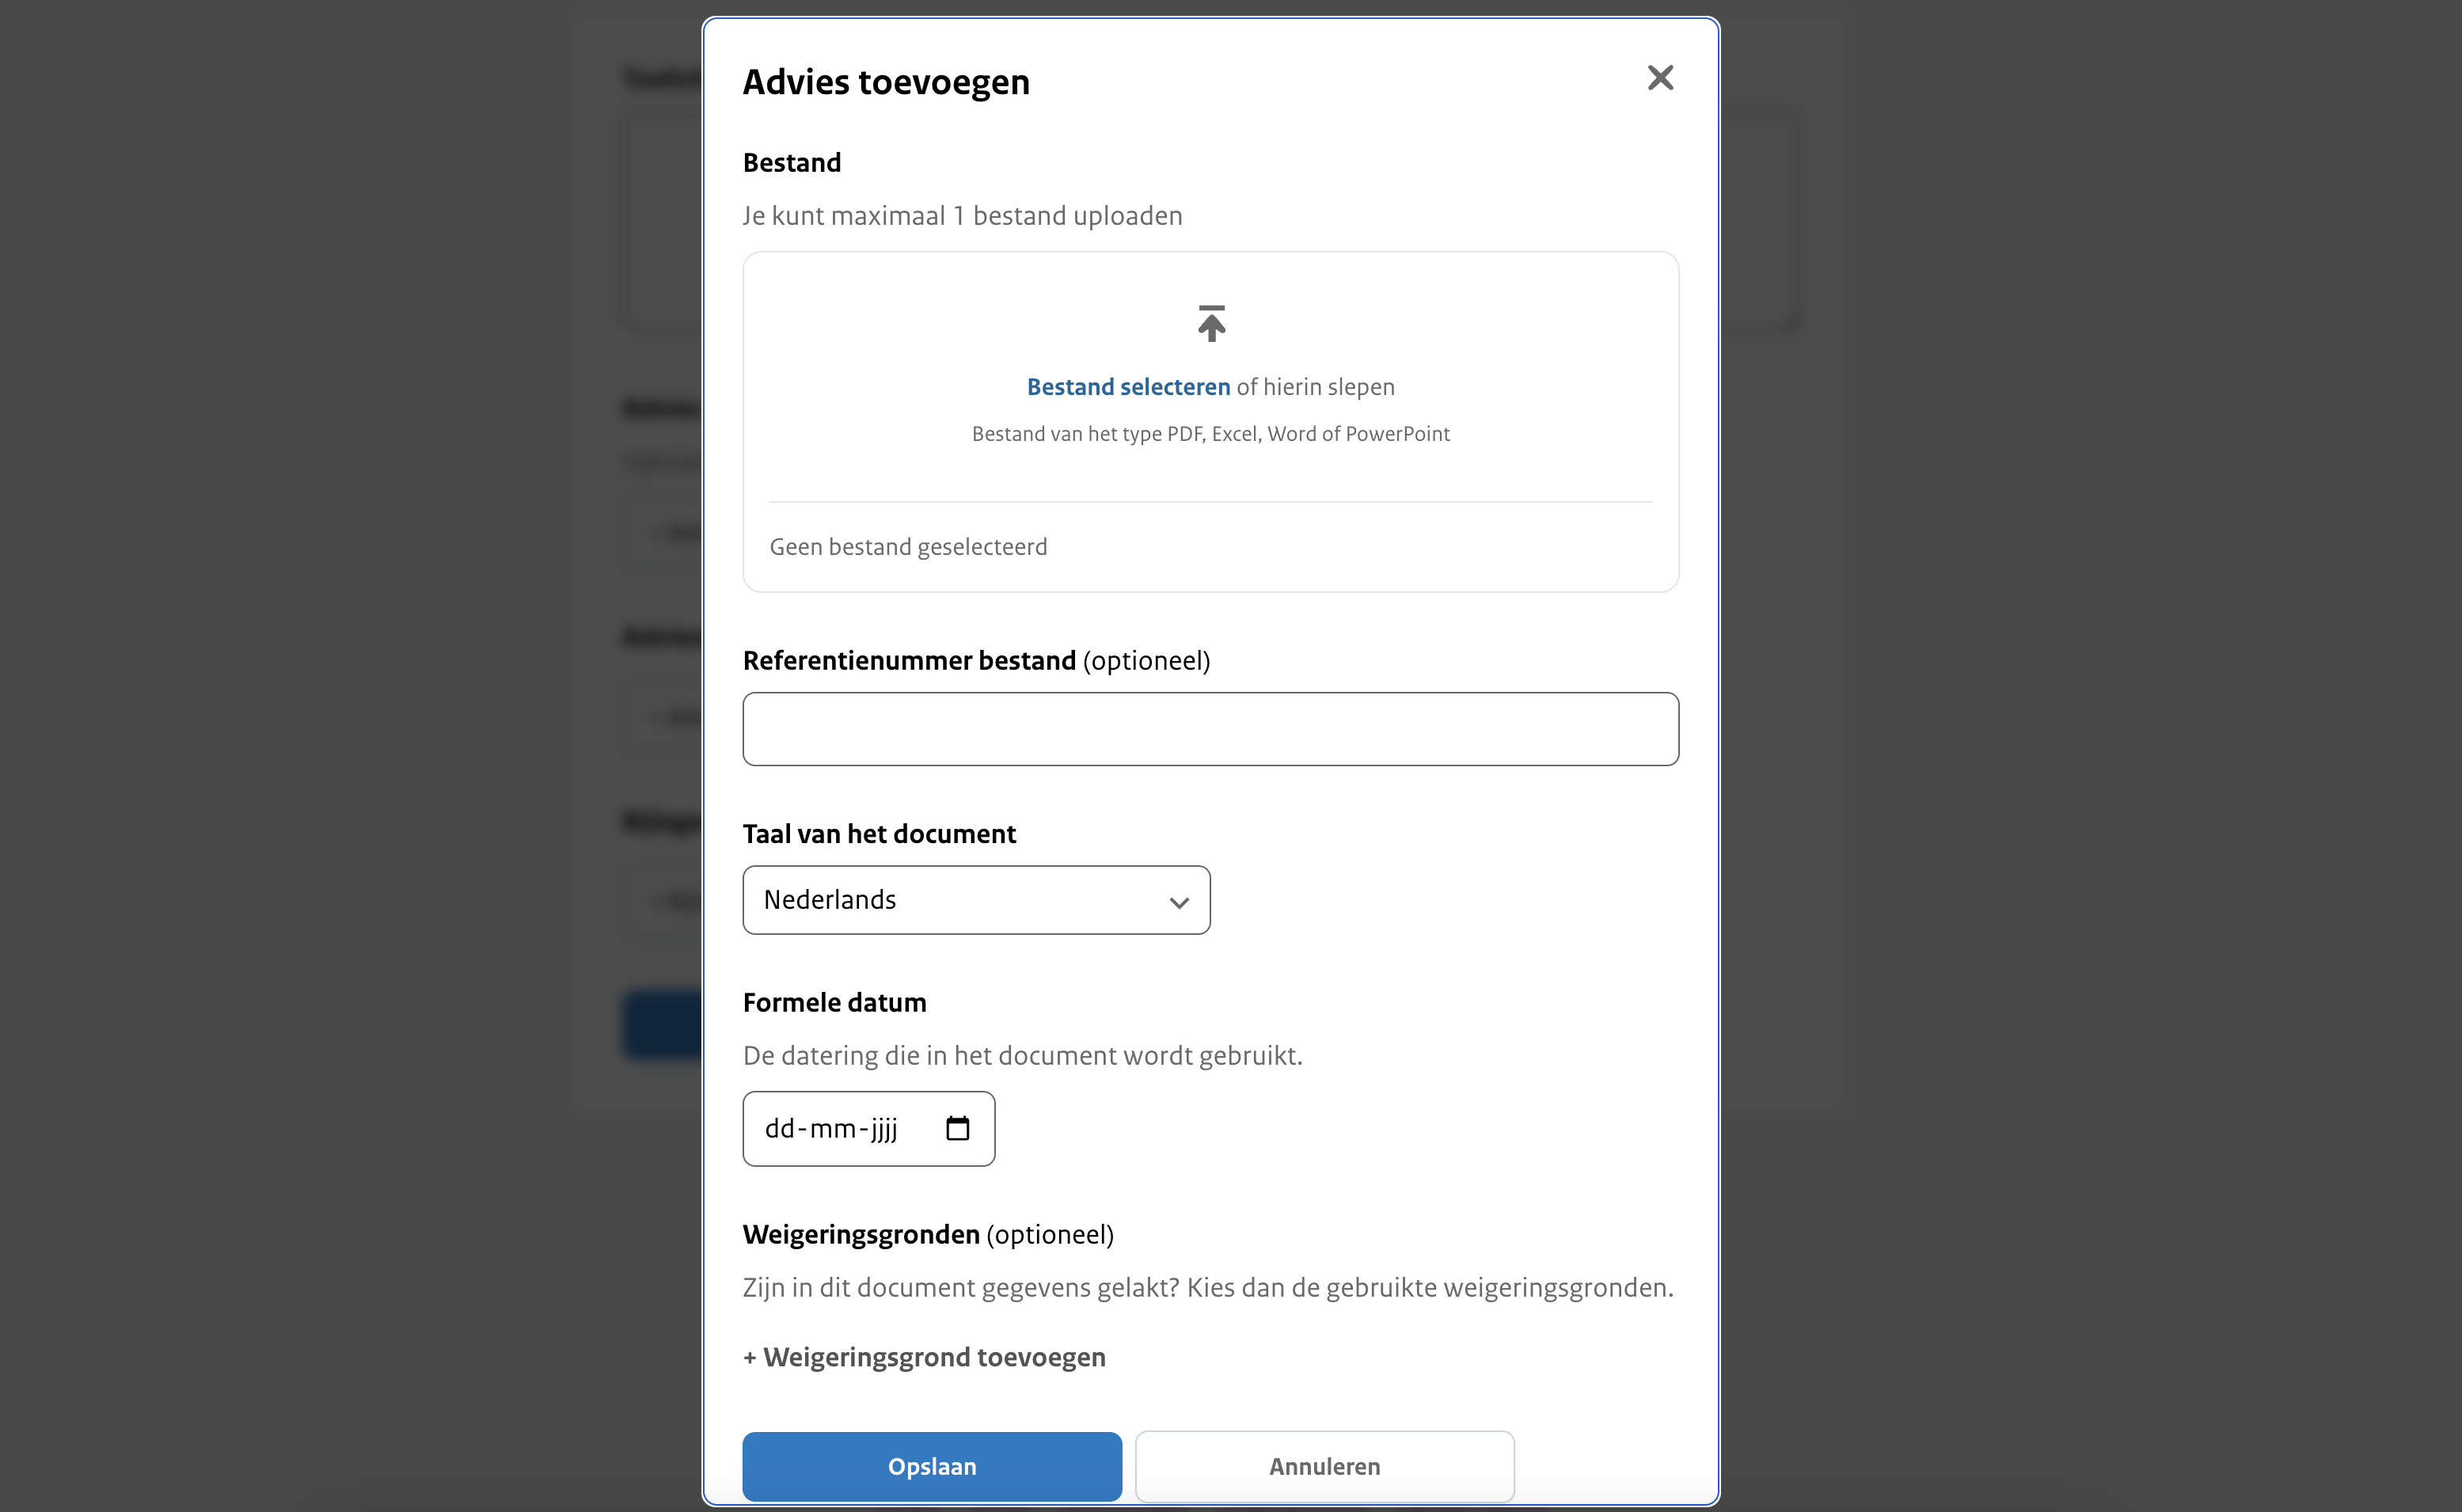 Advies toevoegen
Bestand
Je kunt maximaal 1 bestand uploaden
Bestand selecteren of hierin slepen
Bestand van het type PDF, Excel, Word of PowerPoint
Geen bestand geselecteerd
Referentienummer bestand (optioneel)
Taal van het document
Nederlands
Formele datum
De datering die in het document wordt gebruikt.
dd-mm-jjjj
Weigeringsgronden (optioneel)
Zijn in dit document gegevens gelakt? Kies dan de gebruikte weigeringsgronden.
+ Weigeringsgrond toevoegen
Opslaan
Annuleren